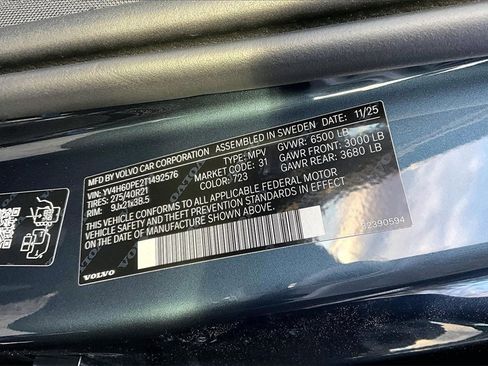 MFD BY VOLVO CAR CORPORATION ASSEMBLED IN SWEDEN DATE: 11/25
VIN: YV4H60PE2T1492576 TYPE: MPV GVWR: 6500 LB
TIRES: 275/40R21 MARKET CODE: 31 GAWR FRONT: 3000 LB
RIM: 9Jx21x38.5 COLOR: 723 GAWR REAR: 3680 LB
THIS VEHICLE CONFORMS TO ALL APPLICABLE FEDERAL MOTOR
VEHICLE SAFETY AND THEFT PREVENTION STANDARDS IN EFFECT
ON THE DATE OF MANUFACTURE SHOWN ABOVE.
32390594
VOLVO